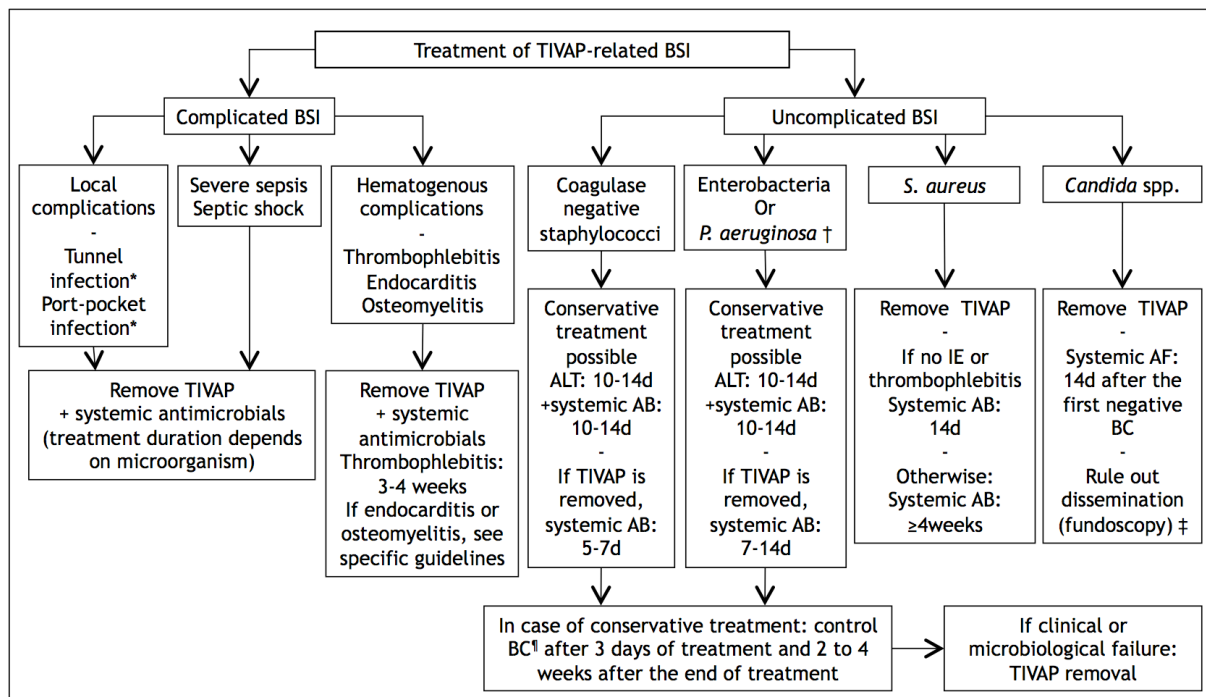 Treatment of TIVAP-related BSI
Complicated BSI
Uncomplicated BSI
Local
complications
-
Tunnel
infection*
Port-pocket
infection*
Severe sepsis
Septic shock
Hematogenous
complications
-
Thrombophlebitis
Endocarditis
Osteomyelitis
Coagulase
negative
staphylococci
Enterobacteria
Or
P. aeruginosa †
S. aureus
Candida spp.
Remove TIVAP
+ systemic antimicrobials
(treatment duration depends
on microorganism)
Remove TIVAP
+ systemic
antimicrobials
Thrombophlebitis:
3-4 weeks
If endocarditis or
osteomyelitis, see
specific guidelines
Conservative
treatment
possible
ALT: 10-14d
+systemic AB:
10-14d
-
If TIVAP is
removed,
systemic AB:
5-7d
Conservative
treatment
possible
ALT: 10-14d
+systemic AB:
10-14d
-
If TIVAP is
removed,
systemic AB:
7-14d
Remove TIVAP
-
If no IE or
thrombophlebitis
Systemic AB:
14d
-
Otherwise:
Systemic AB:
≥4weeks
Remove TIVAP
-
Systemic AF:
14d after the
first negative
BC
-
Rule out
dissemination
(fundoscopy) ‡
In case of conservative treatment: control
BC¶ after 3 days of treatment and 2 to 4
weeks after the end of treatment
If clinical or
microbiological failure:
TIVAP removal